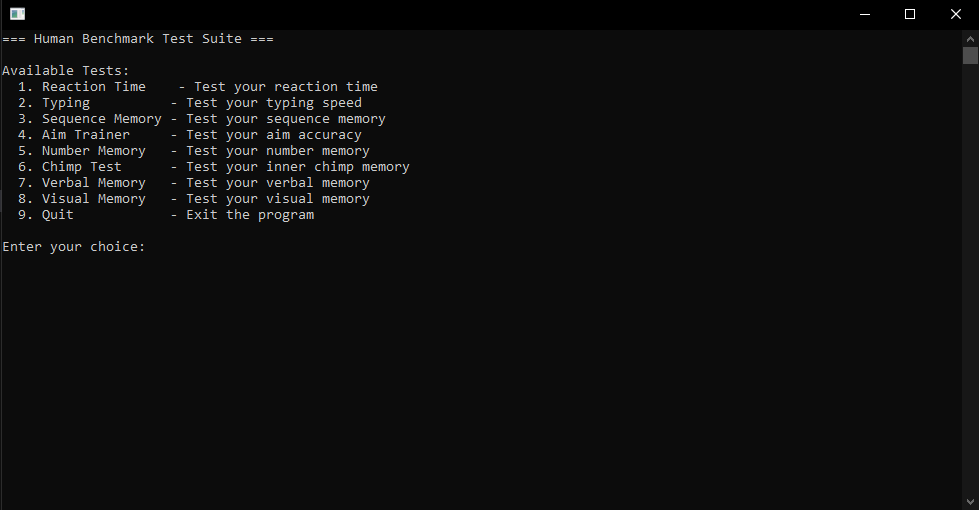 === Human Benchmark Test Suite ===

Available Tests:
  1. Reaction Time    - Test your reaction time
  2. Typing          - Test your typing speed
  3. Sequence Memory - Test your sequence memory
  4. Aim Trainer     - Test your aim accuracy
  5. Number Memory   - Test your number memory
  6. Chimp Test      - Test your inner chimp memory
  7. Verbal Memory   - Test your verbal memory
  8. Visual Memory   - Test your visual memory
  9. Quit            - Exit the program

Enter your choice: